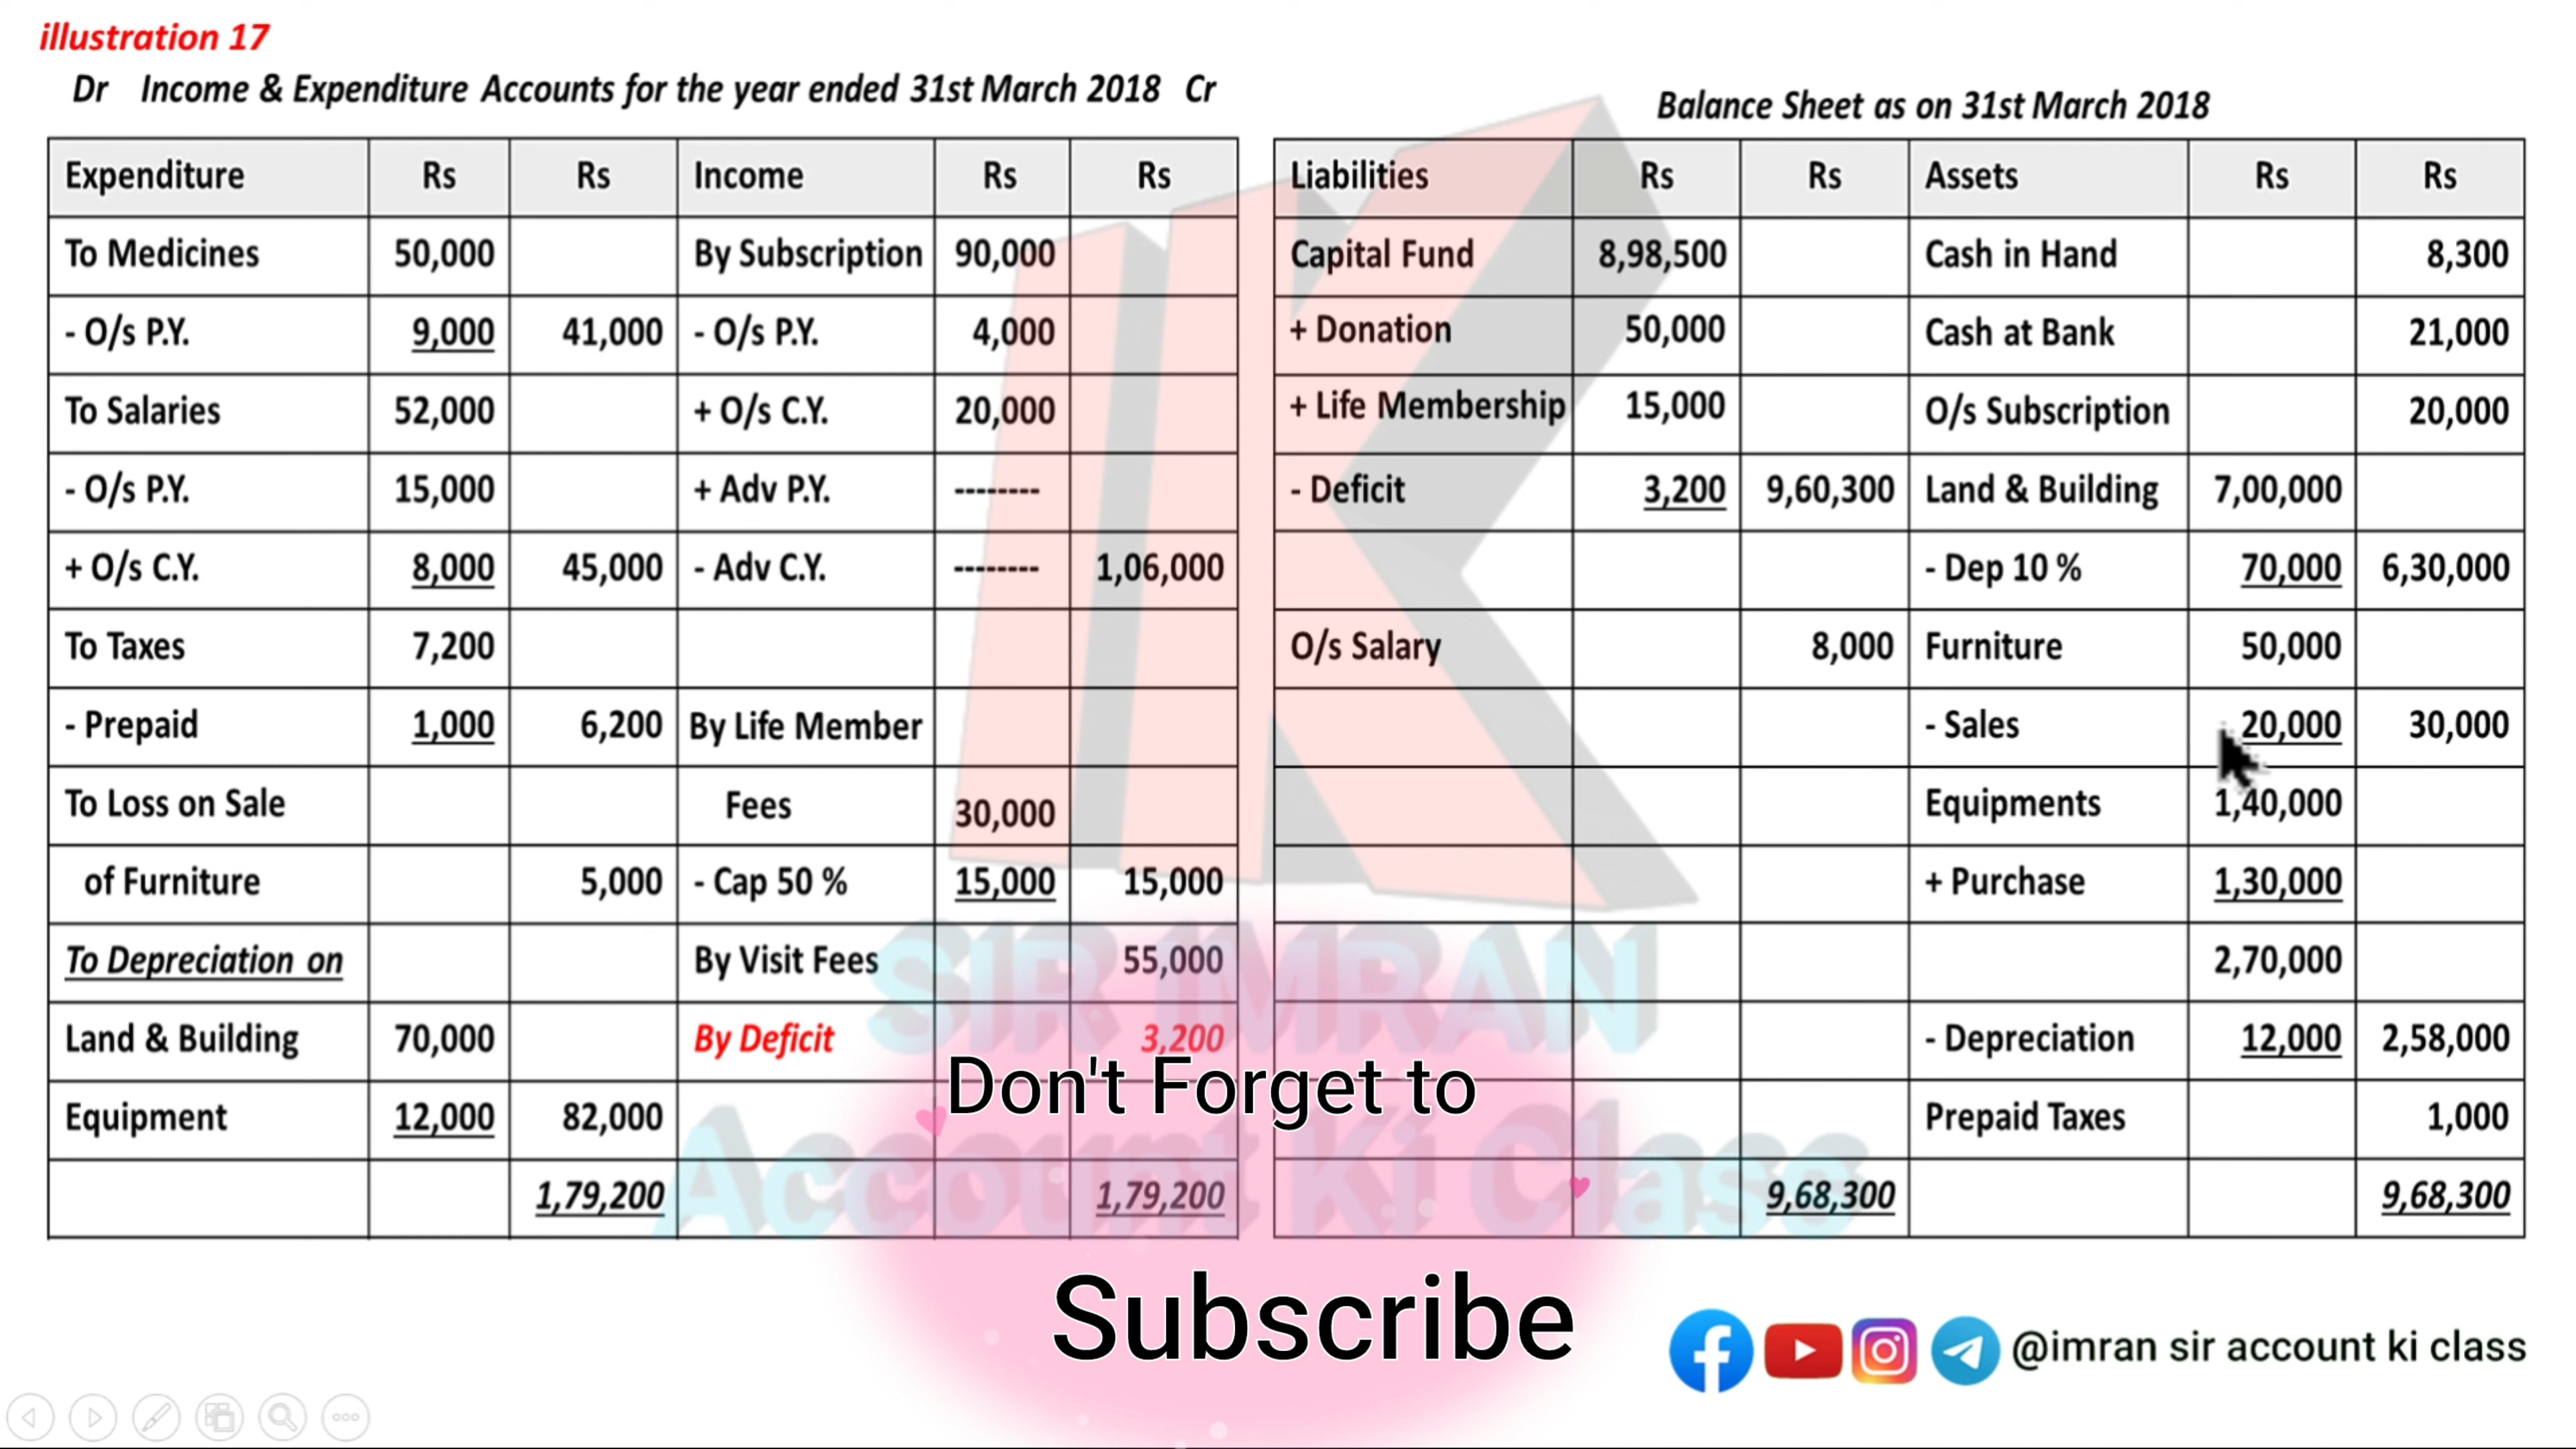 illustration 17
Dr Income & Expenditure Accounts for the year ended 31st March 2018 Cr
Expenditure Rs Rs Income Rs Rs
To Medicines 50,000 By Subscription 90,000
- O/s P.Y. 9,000 41,000 - O/s P.Y. 4,000
To Salaries 52,000 + O/s C.Y. 20,000
- O/s P.Y. 15,000 + Adv P.Y. --------
+ O/s C.Y. 8,000 45,000 - Adv C.Y. -------- 1,06,000
To Taxes 7,200
- Prepaid 1,000 6,200 By Life Member
To Loss on Sale Fees 30,000
of Furniture 5,000 - Cap 50 % 15,000 15,000
To Depreciation on By Visit Fees 55,000
Land & Building 70,000 By Deficit 3,200
Equipment 12,000 82,000
1,79,200 1,79,200
Balance Sheet as on 31st March 2018
Liabilities Rs Rs Assets Rs Rs
Capital Fund 8,98,500 Cash in Hand 8,300
+ Donation 50,000 Cash at Bank 21,000
+ Life Membership 15,000 O/s Subscription 20,000
- Deficit 3,200 9,60,300 Land & Building 7,00,000
- Dep 10 % 70,000 6,30,000
O/s Salary 8,000 Furniture 50,000
- Sales 20,000 30,000
Equipments 1,40,000
+ Purchase 1,30,000
2,70,000
- Depreciation 12,000 2,58,000
Prepaid Taxes 1,000
9,68,300 9,68,300
SIR IMRAN
Account Ki Class
Don't Forget to
Subscribe
@imran sir account ki class